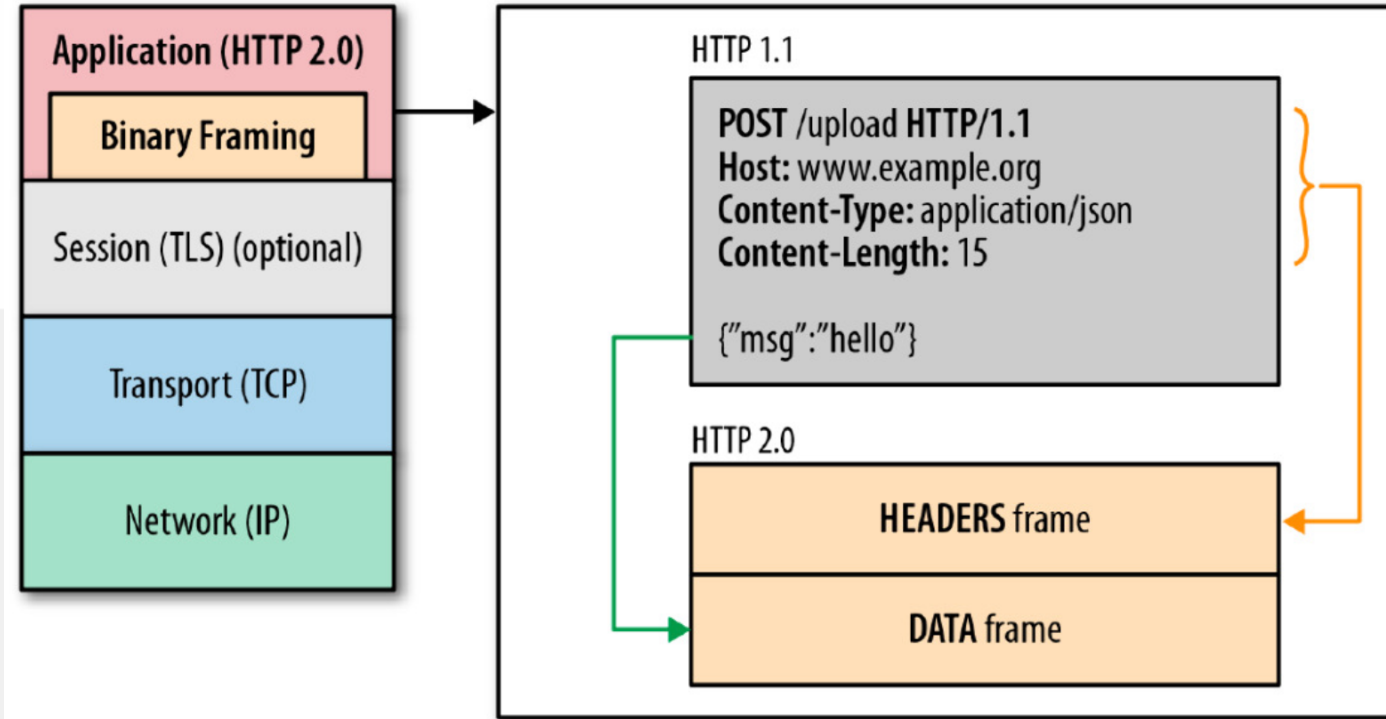 Application (HTTP 2.0)
Binary Framing
Session (TLS) (optional)
Transport (TCP)
Network (IP)
HTTP 1.1
POST /upload HTTP/1.1
Host: www.example.org
Content-Type: application/json
Content-Length: 15
{”msg”:”hello”}
HTTP 2.0
HEADERS frame
DATA frame